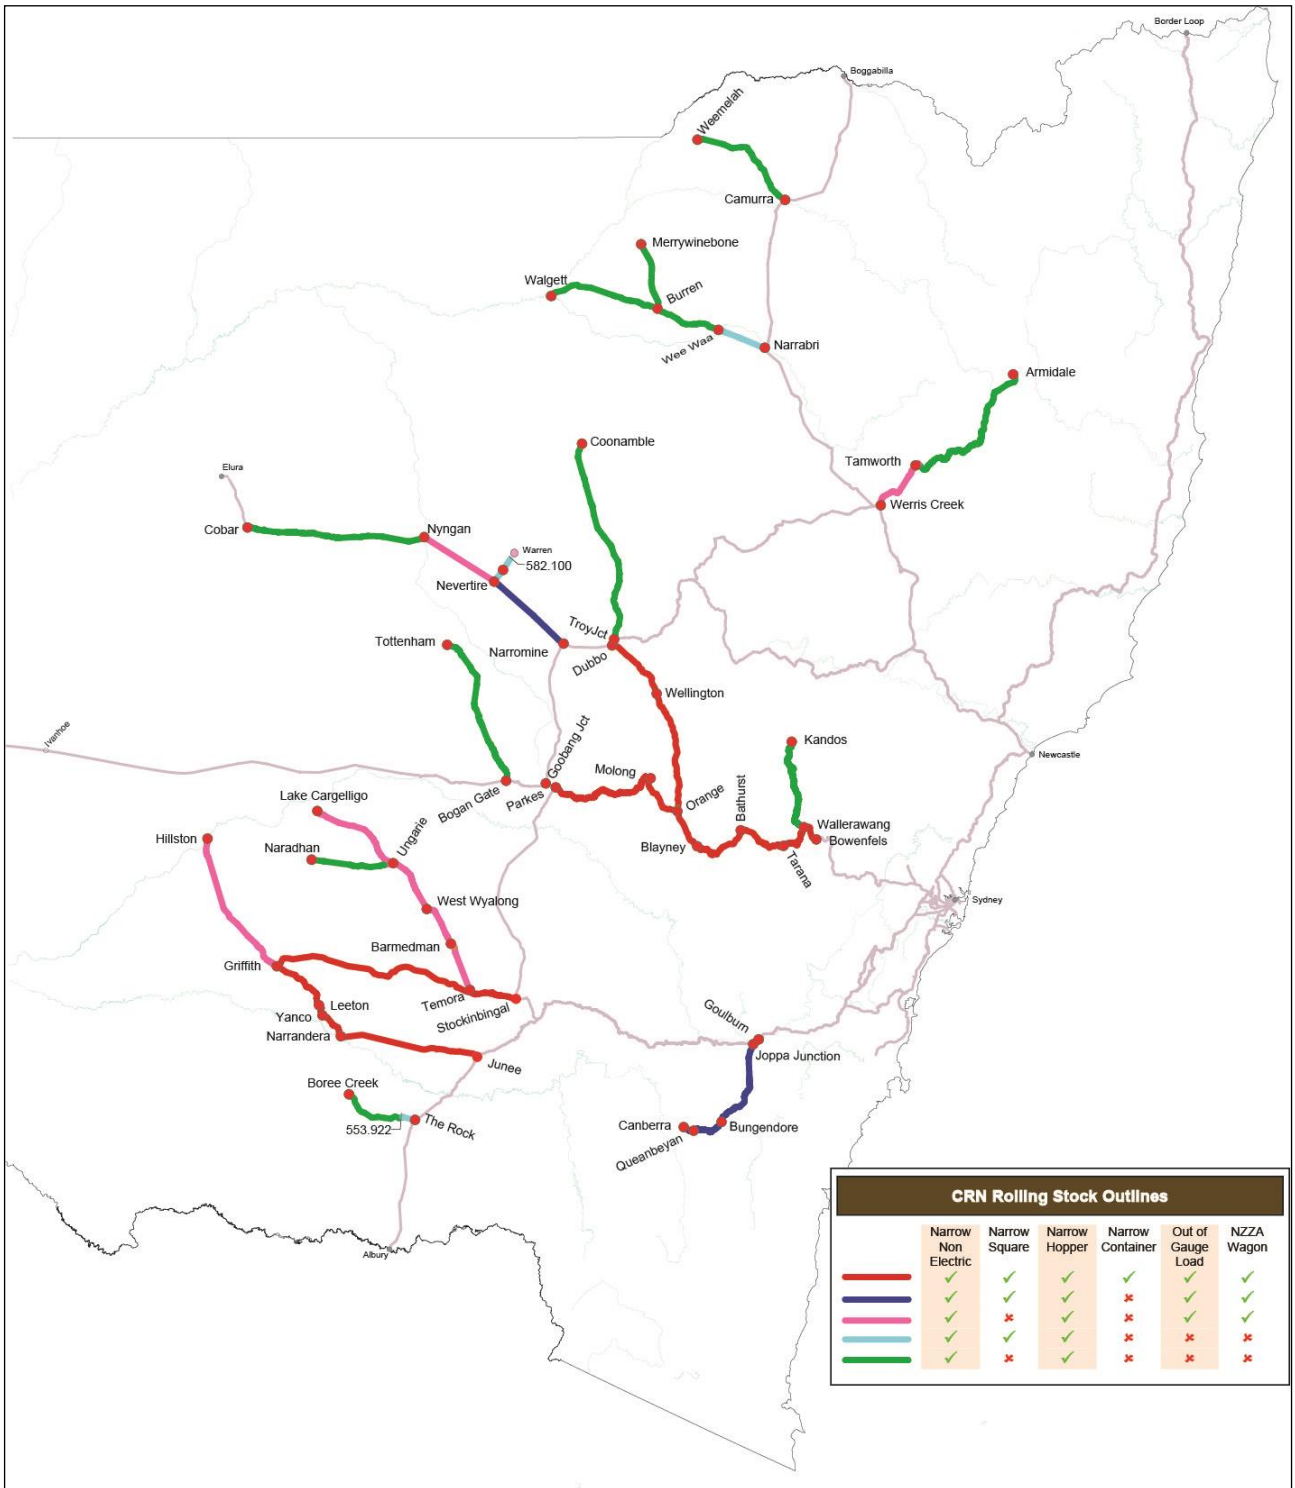 Border Loop
Boggabilla
Weemelah
Camurra
Merrywinebone
Walgett
Burren
Wee Waa
Narrabri
Armidale
Coonamble
Tamworth
Elura
Werris Creek
Cobar
Nyngan
Warren
582.100
Nevertire
TroyJct
Tottenham
Narromine
Dubbo
Wellington
Ivanhoe
Goobang Jct
Kandos
Newcastle
Molong
Lake Cargelligo
Bogan Gate
Parkes
Orange
Bathurst
Hillston
Ungarie
Wallerawang
Naradhan
Blayney
Bowenfels
Tarana
West Wyalong
Sydney
Barmedman
Griffith
Temora
Leeton
Stockinbingal
Goulburn
Yanco
Narrandera
Junee
Joppa Junction
Boree Creek
The Rock
553.922
Canberra
Bungendore
Queanbeyan
Albury
CRN Rolling Stock Outlines
Narrow Narrow Narrow Narrow Out of NZZA
Non Square Hopper Container Gauge Wagon
Electric Load